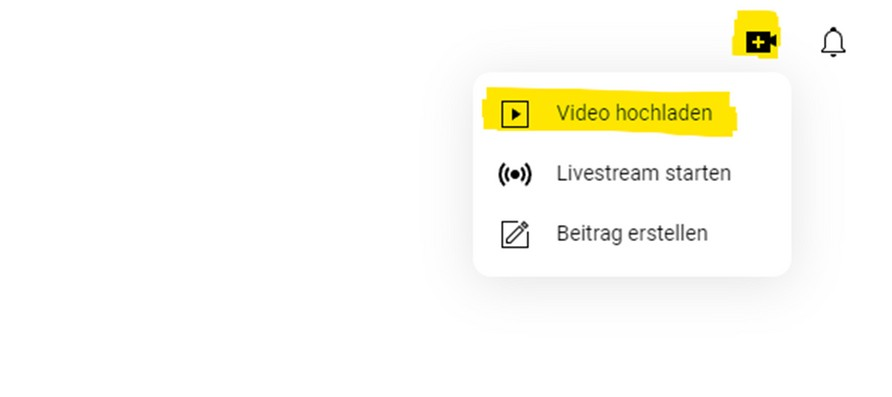 Video hochladen
Livestream starten
Beitrag erstellen